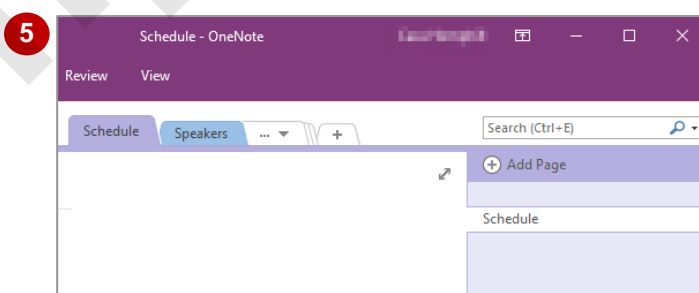 5
Schedule - OneNote
Review View
Schedule Speakers ... +
Search (Ctrl+E)
+ Add Page
Schedule